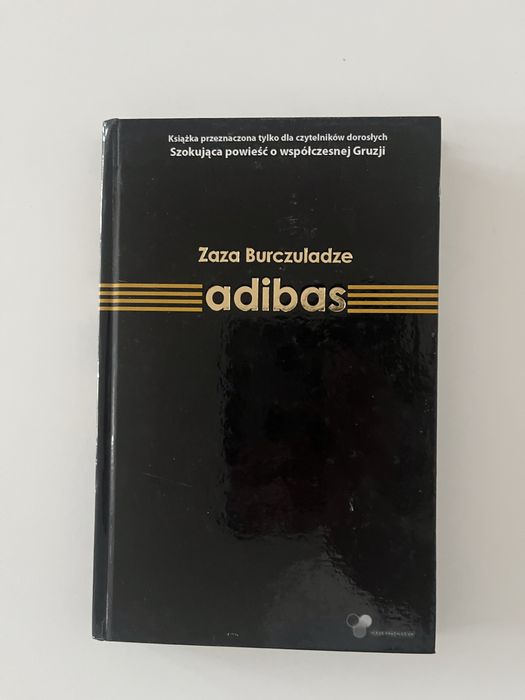 Książka przeznaczona tylko dla czytelników dorosłych
Szokująca powieść o współczesnej Gruzji
Zaza Burczuladze
adibas